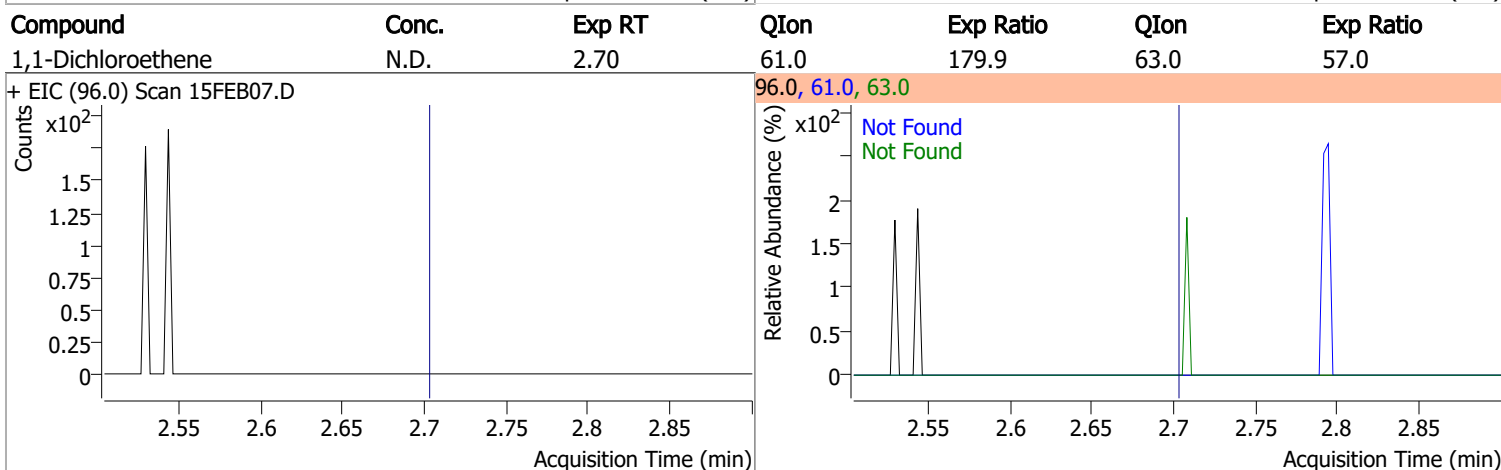 Compound Conc. Exp RT QIon Exp Ratio QIon Exp Ratio
1,1-Dichloroethene N.D. 2.70 61.0 179.9 63.0 57.0
+ EIC (96.0) Scan 15FEB07.D
Counts
x10²
1.5
1.25
1
0.75
0.5
0.25
0
2.55 2.6 2.65 2.7 2.75 2.8 2.85
Acquisition Time (min)
96.0, 61.0, 63.0
Relative Abundance (%)
x10²
Not Found
Not Found
2
1.5
1
0.5
0
2.55 2.6 2.65 2.7 2.75 2.8 2.85
Acquisition Time (min)